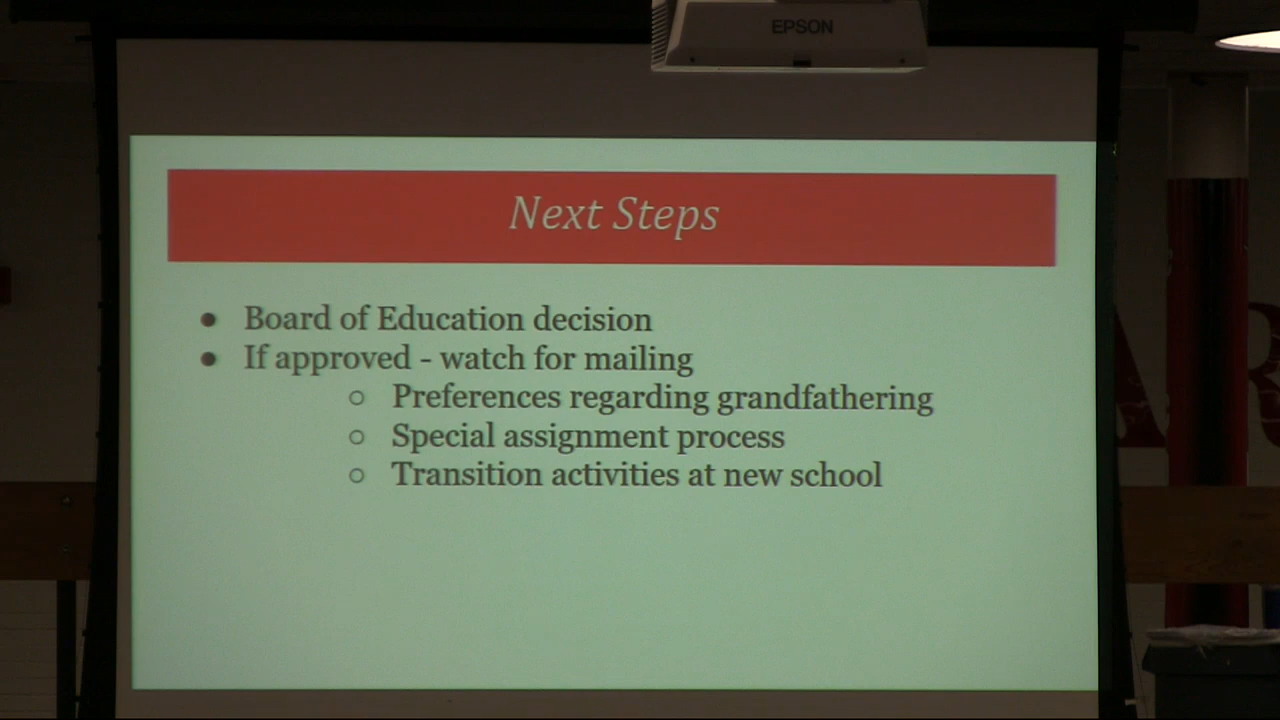 EPSON
Next Steps
● Board of Education decision
● If approved - watch for mailing
○ Preferences regarding grandfathering
○ Special assignment process
○ Transition activities at new school
AR